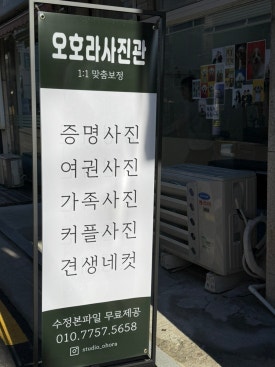 오호라사진관
1:1 맞춤보정
증명사진
여권사진
가족사진
커플사진
견생네컷
수정본파일 무료제공
010.7757.5658
studio_ohora